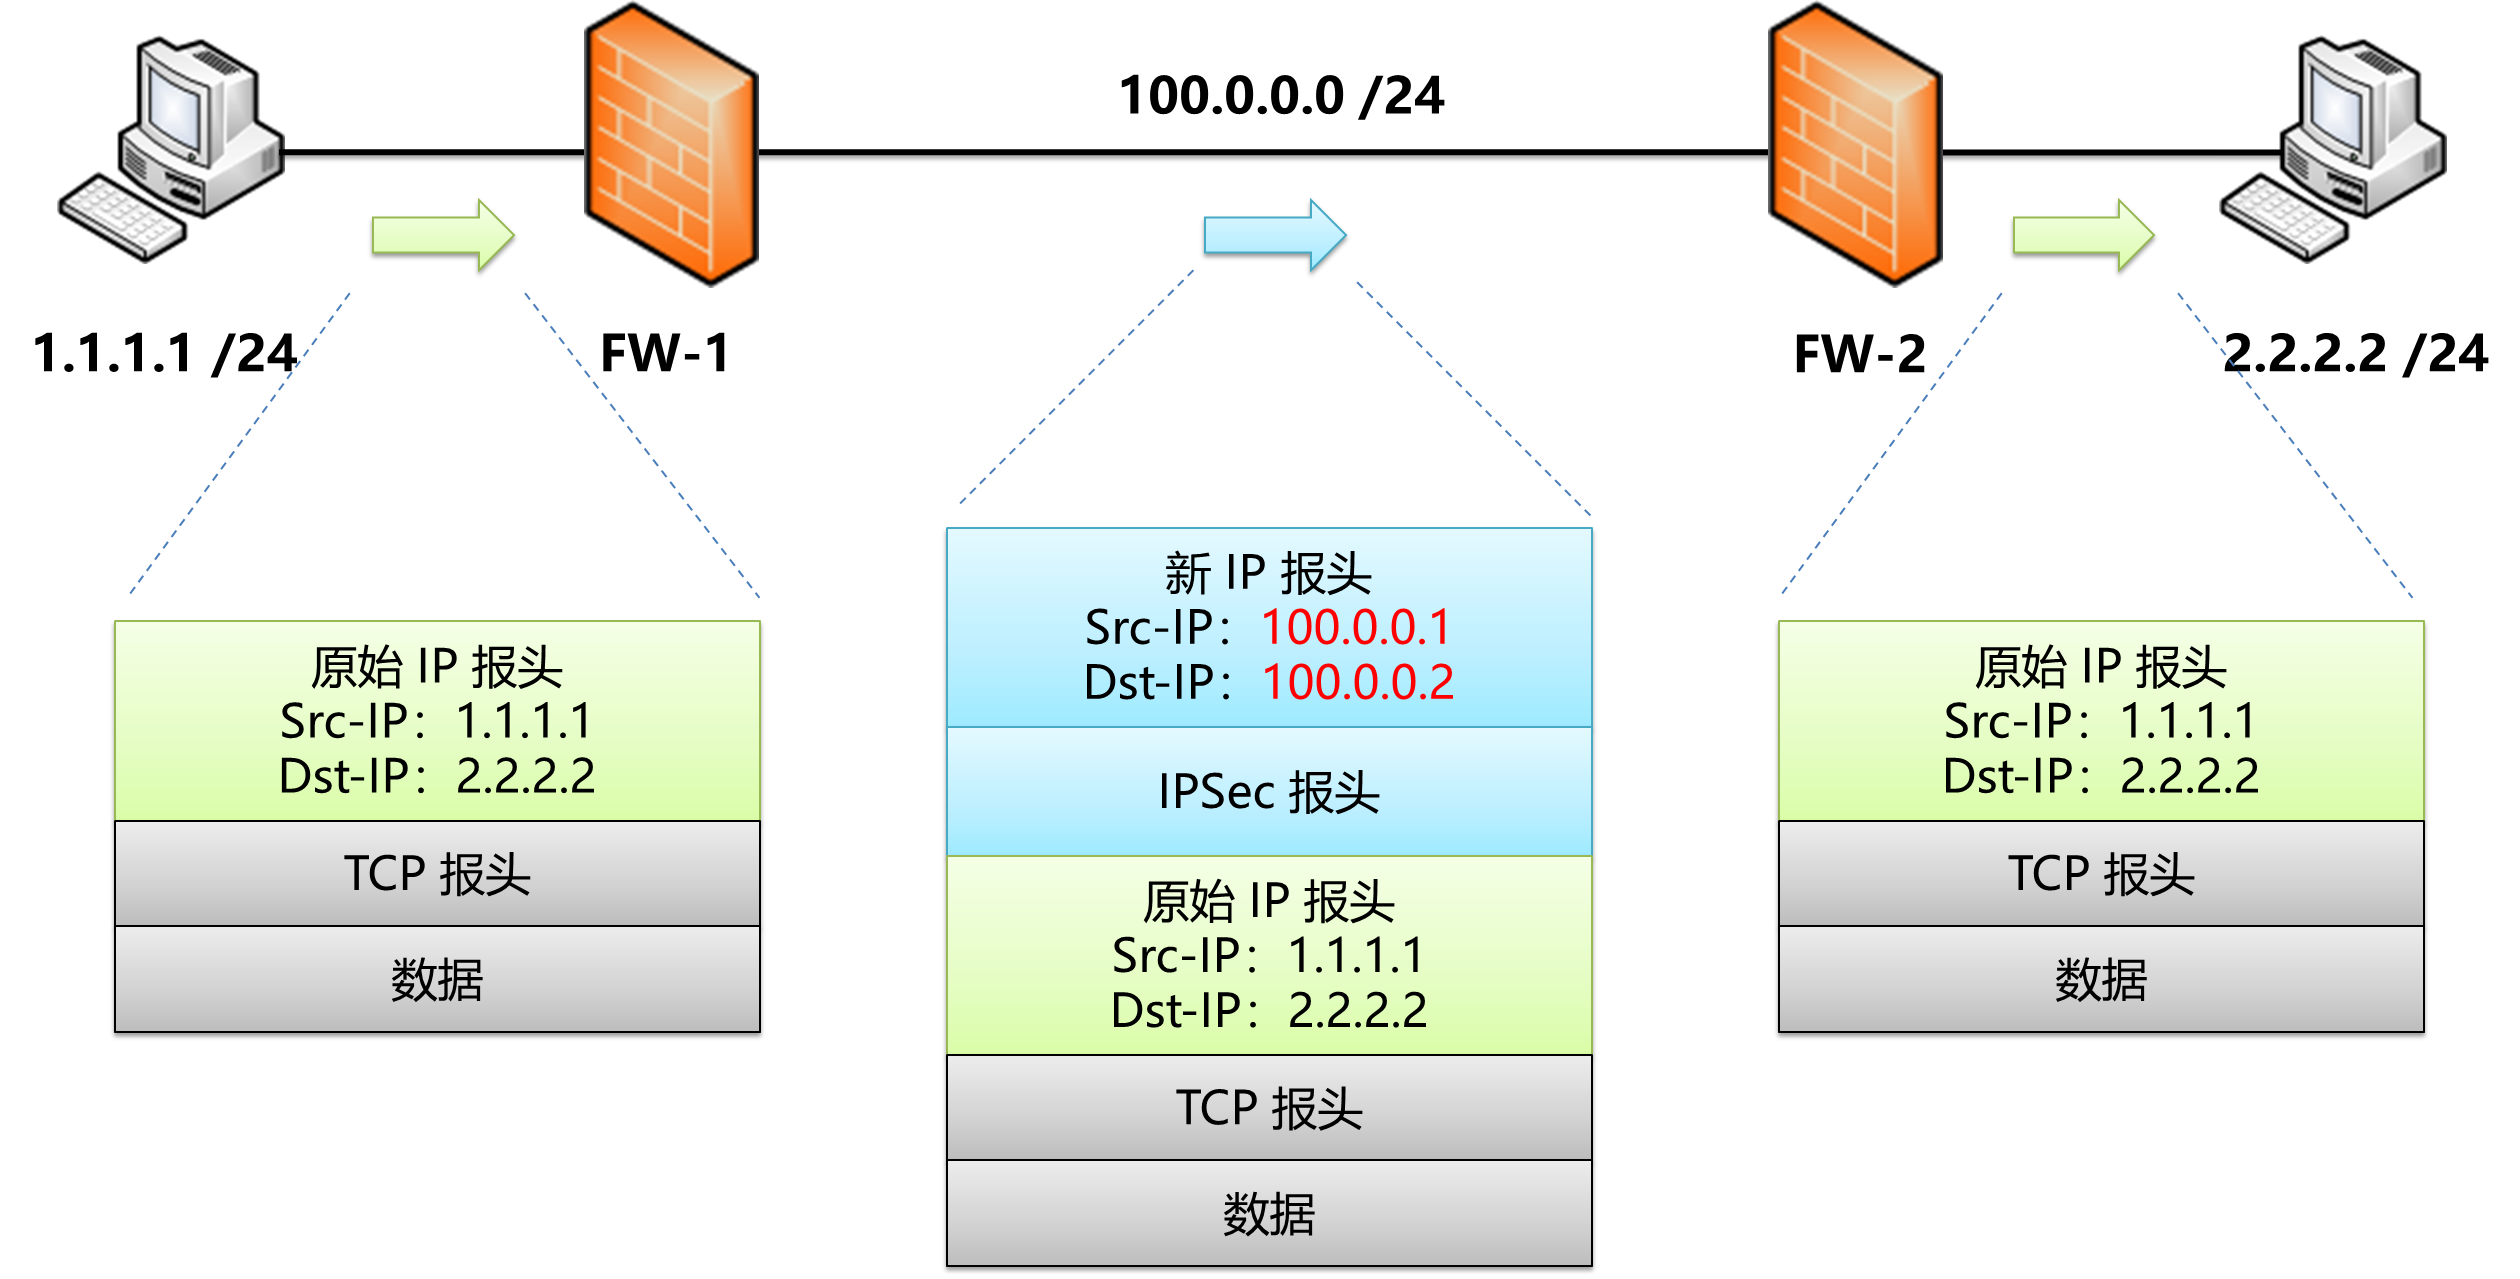 100.0.0.0 /24
1.1.1.1 /24
FW-1
FW-2
2.2.2.2 /24
原始 IP 报头
Src-IP：1.1.1.1
Dst-IP：2.2.2.2
TCP 报头
数据
新 IP 报头
Src-IP：100.0.0.1
Dst-IP：100.0.0.2
IPSec 报头
原始 IP 报头
Src-IP：1.1.1.1
Dst-IP：2.2.2.2
TCP 报头
数据
原始 IP 报头
Src-IP：1.1.1.1
Dst-IP：2.2.2.2
TCP 报头
数据